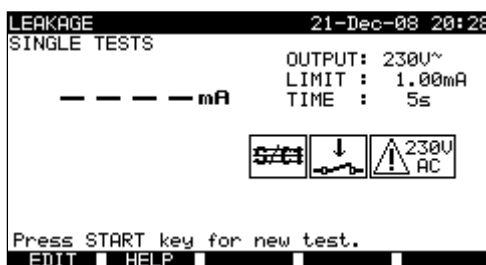 LEAKAGE 21-Dec-08 20:28
SINGLE TESTS
OUTPUT: 230V~
LIMIT : 1.00mA
– – – – mA
TIME : 5s
S/C1
230V
AC
Press START key for new test.
EDIT HELP